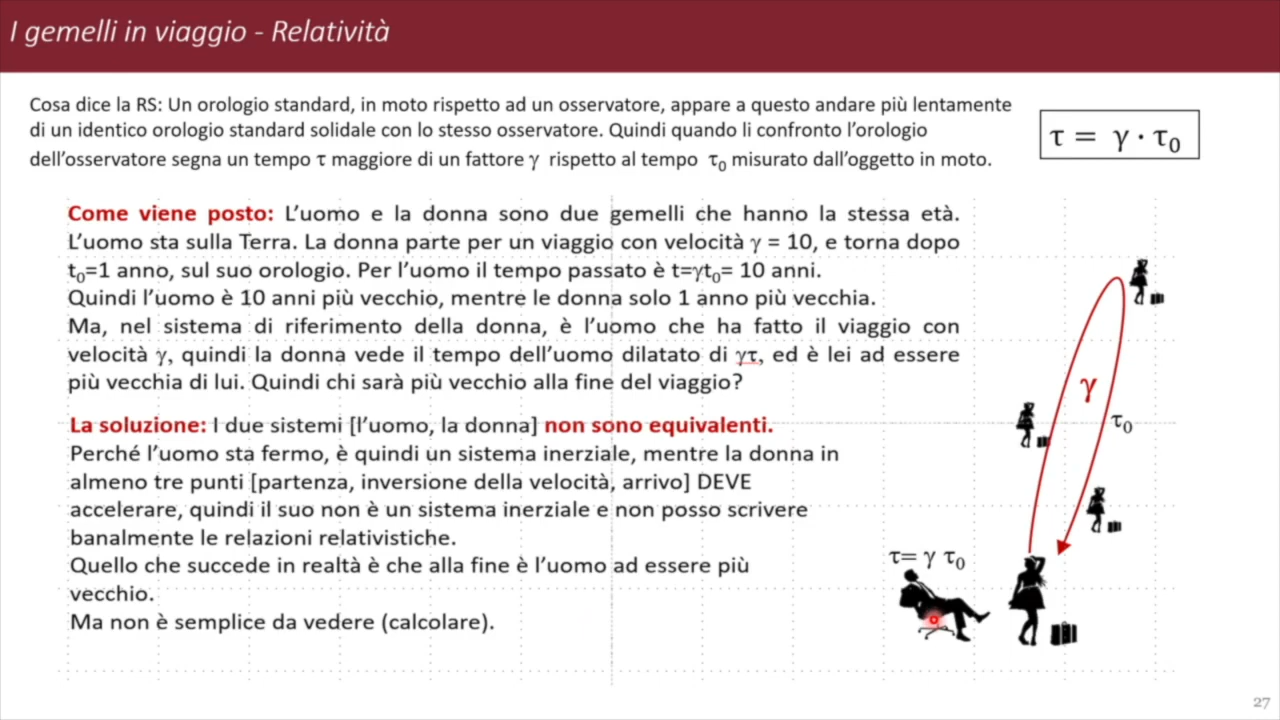 I gemelli in viaggio - Relatività
Cosa dice la RS: Un orologio standard, in moto rispetto ad un osservatore, appare a questo andare più lentamente
di un identico orologio standard solidale con lo stesso osservatore. Quindi quando li confronto l'orologio
dell'osservatore segna un tempo τ maggiore di un fattore γ rispetto al tempo τ₀ misurato dall'oggetto in moto.
τ = γ · τ₀
Come viene posto: L'uomo e la donna sono due gemelli che hanno la stessa età.
L'uomo sta sulla Terra. La donna parte per un viaggio con velocità γ = 10, e torna dopo
t₀=1 anno, sul suo orologio. Per l'uomo il tempo passato è t=γt₀= 10 anni.
Quindi l'uomo è 10 anni più vecchio, mentre le donna solo 1 anno più vecchia.
Ma, nel sistema di riferimento della donna, è l'uomo che ha fatto il viaggio con
velocità γ, quindi la donna vede il tempo dell'uomo dilatato di γτ, ed è lei ad essere
più vecchia di lui. Quindi chi sarà più vecchio alla fine del viaggio?
La soluzione: I due sistemi [l'uomo, la donna] non sono equivalenti.
Perché l'uomo sta fermo, è quindi un sistema inerziale, mentre la donna in
almeno tre punti [partenza, inversione della velocità, arrivo] DEVE
accelerare, quindi il suo non è un sistema inerziale e non posso scrivere
banalmente le relazioni relativistiche.
Quello che succede in realtà è che alla fine è l'uomo ad essere più
vecchio.
Ma non è semplice da vedere (calcolare).
γ
τ₀
τ= γ τ₀
27